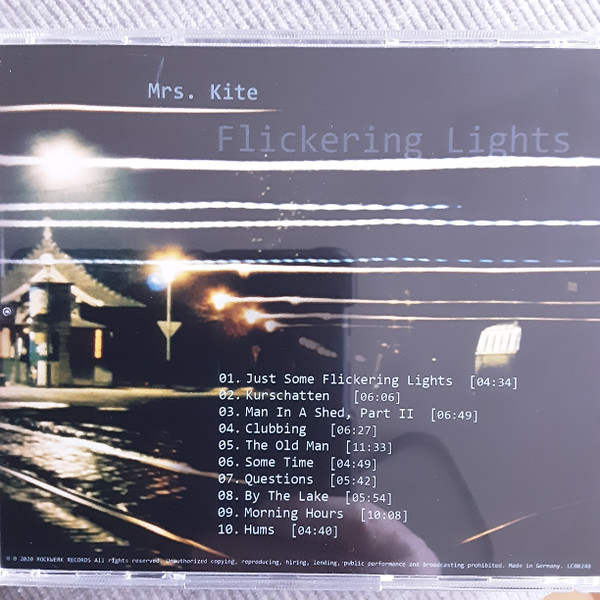 Mrs. Kite
Flickering Lights
01. Just Some Flickering Lights [04:34]
02. Kurschatten [06:06]
03. Man In A Shed, Part II [06:49]
04. Clubbing [06:27]
05. The Old Man [11:33]
06. Some Time [04:49]
07. Questions [05:42]
08. By The Lake [05:54]
09. Morning Hours [10:08]
10. Hums [04:40]
2020 ROCKWERK RECORDS All rights reserved. Unauthorized copying, reproducing, hiring, lending, public performance and broadcasting prohibited. Made in Germany.